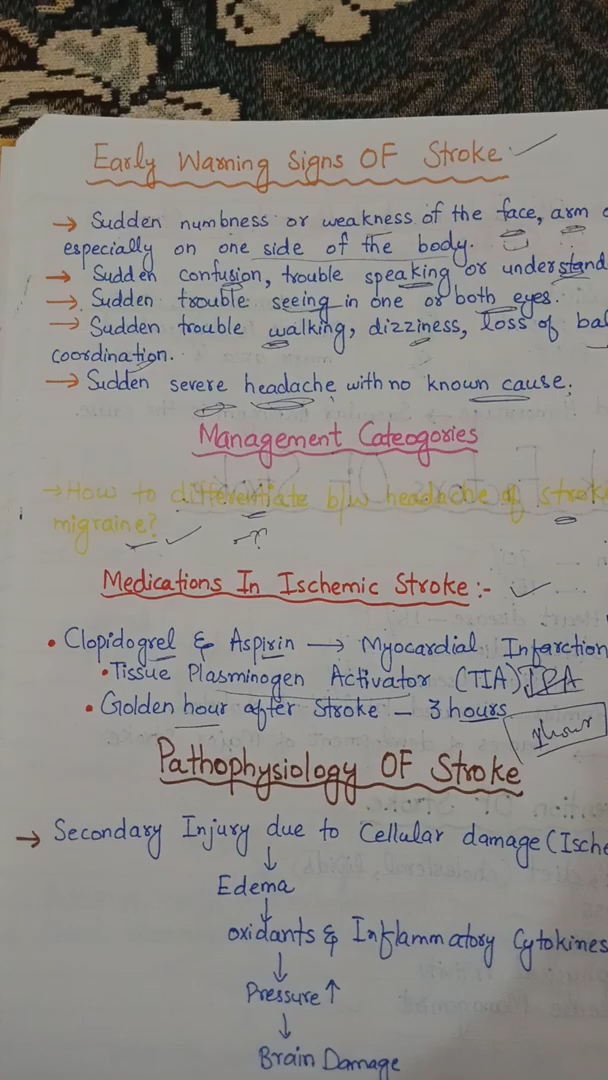 Early Warning Signs OF Stroke
→ Sudden numbness or weakness of the face, arm
especially on one side of the body.
→ Sudden confusion, trouble speaking or understand
→ Sudden trouble seeing in one or both eyes.
→ Sudden trouble walking, dizziness, loss of bal
coordination.
→ Sudden severe headache with no known cause.
Management Cateogories
→ How to differentiate b/w headache of stroke
migraine?
Medications In Ischemic Stroke:-
• Clopidogrel & Aspirin → Myocardial Infarction
• Tissue Plasminogen Activator (TIA) TPA
• Golden hour after Stroke - 3 hours
1hour
Pathophysiology OF Stroke
→ Secondary Injury due to Cellular damage (Ische
↓
Edema
↓
oxidants & Inflammatory Cytokines
↓
Pressure ↑
↓
Brain Damage